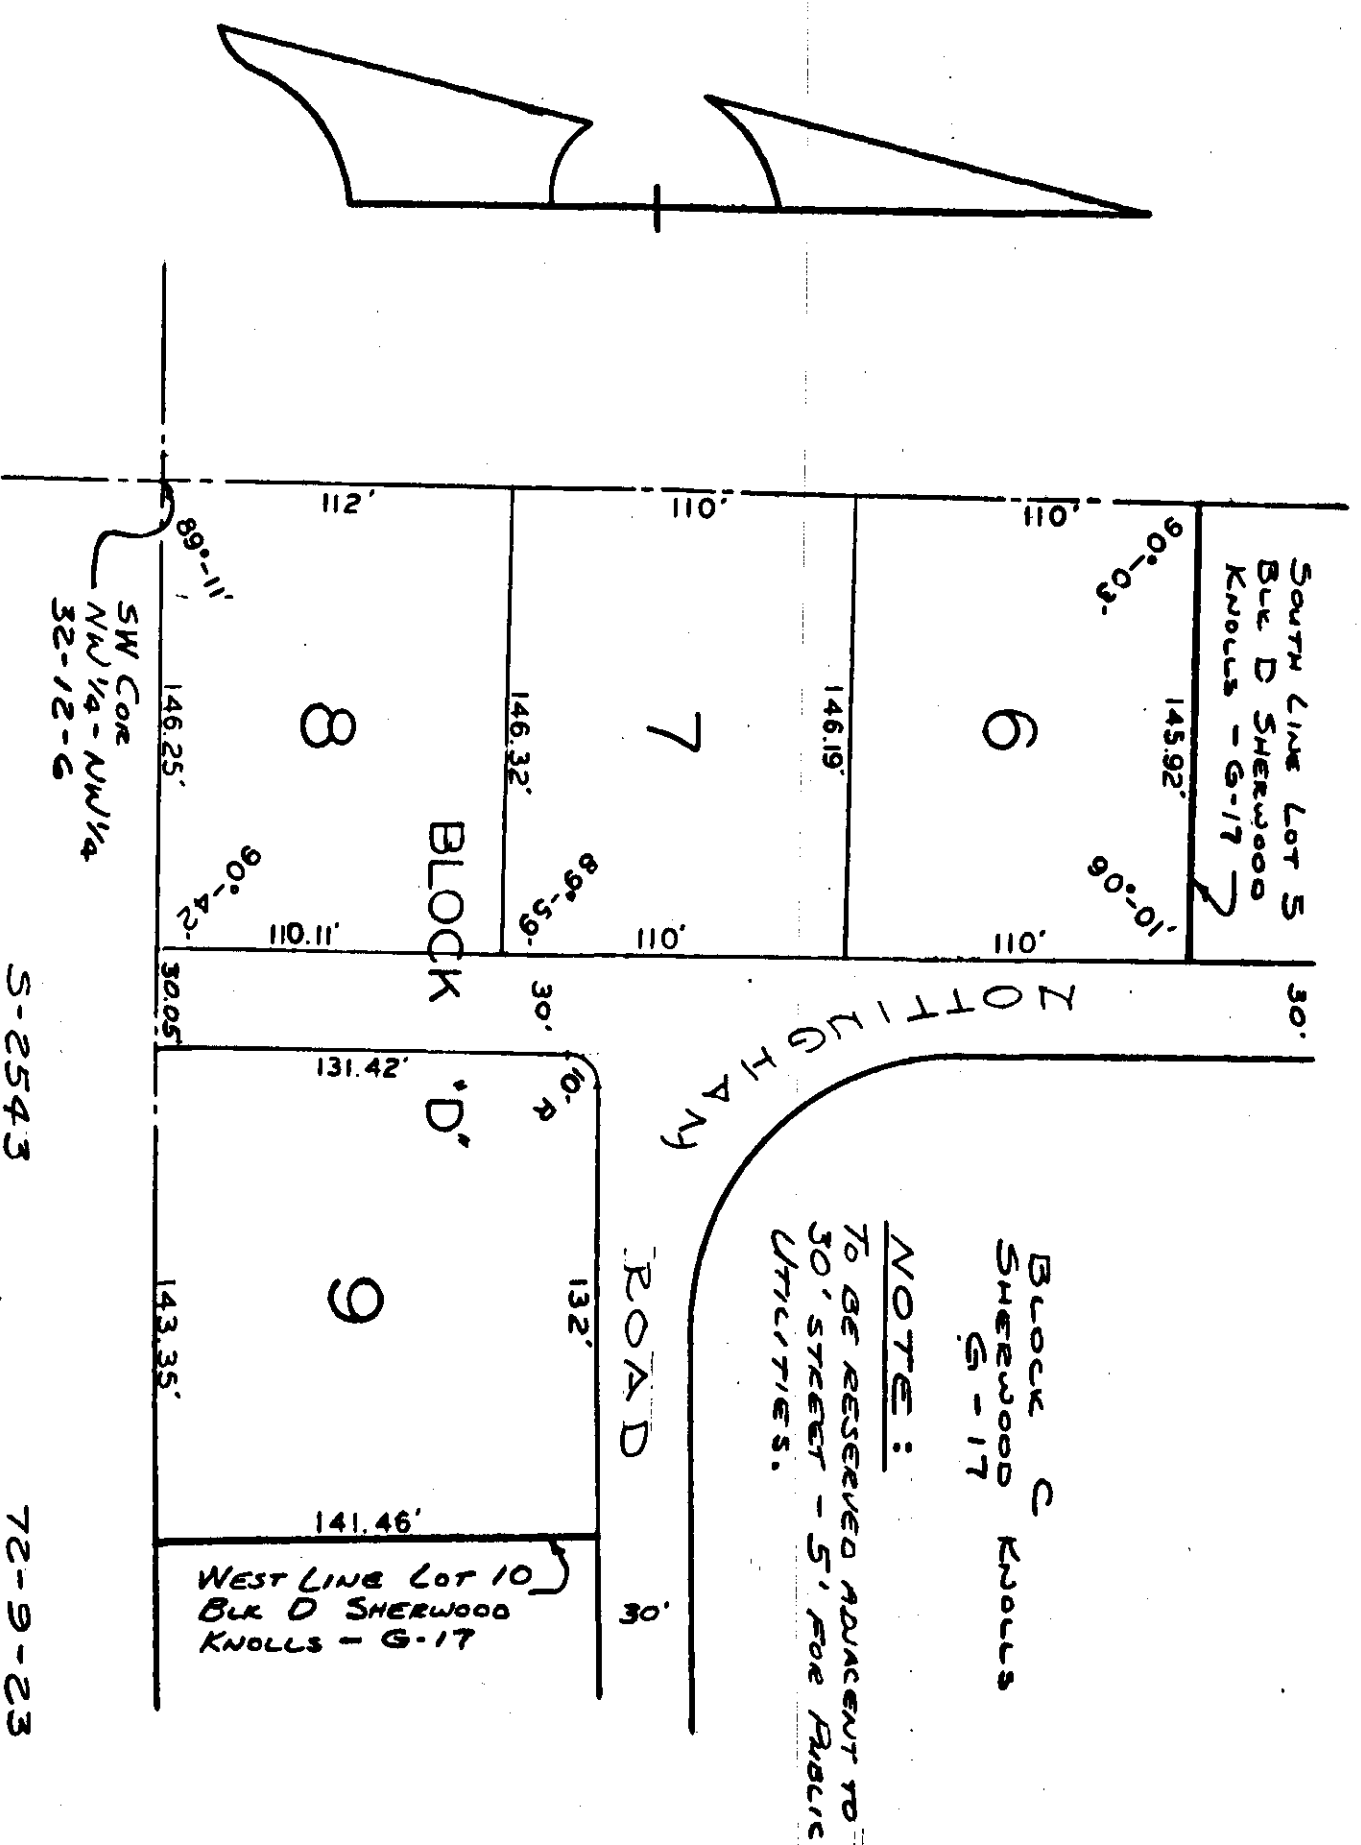 SOUTH LINE LOT 5
BLK D SHERWOOD
KNOLLS - G-17
30'
110'
90°-03'
145.92'
90°-01'
6
110'
NOTTINGHAM
ROAD
BLOCK C
SHERWOOD KNOLLS
G-17
NOTE:
TO BE RESERVED ADJACENT TO
30' STREET - 5' FOR PUBLIC
UTILITIES.
110'
146.19'
7
110'
146.32'
89°-59'
30'
BLOCK "D"
10' R
132'
30'
112'
8
110.11'
131.42'
9
141.46'
WEST LINE LOT 10
BLK D SHERWOOD
KNOLLS - G-17
89°-11'
146.25'
90°-42'
30.05'
143.35'
SW COR
NW 1/4 - NW 1/4
32-12-6
S-2543
72-9-23